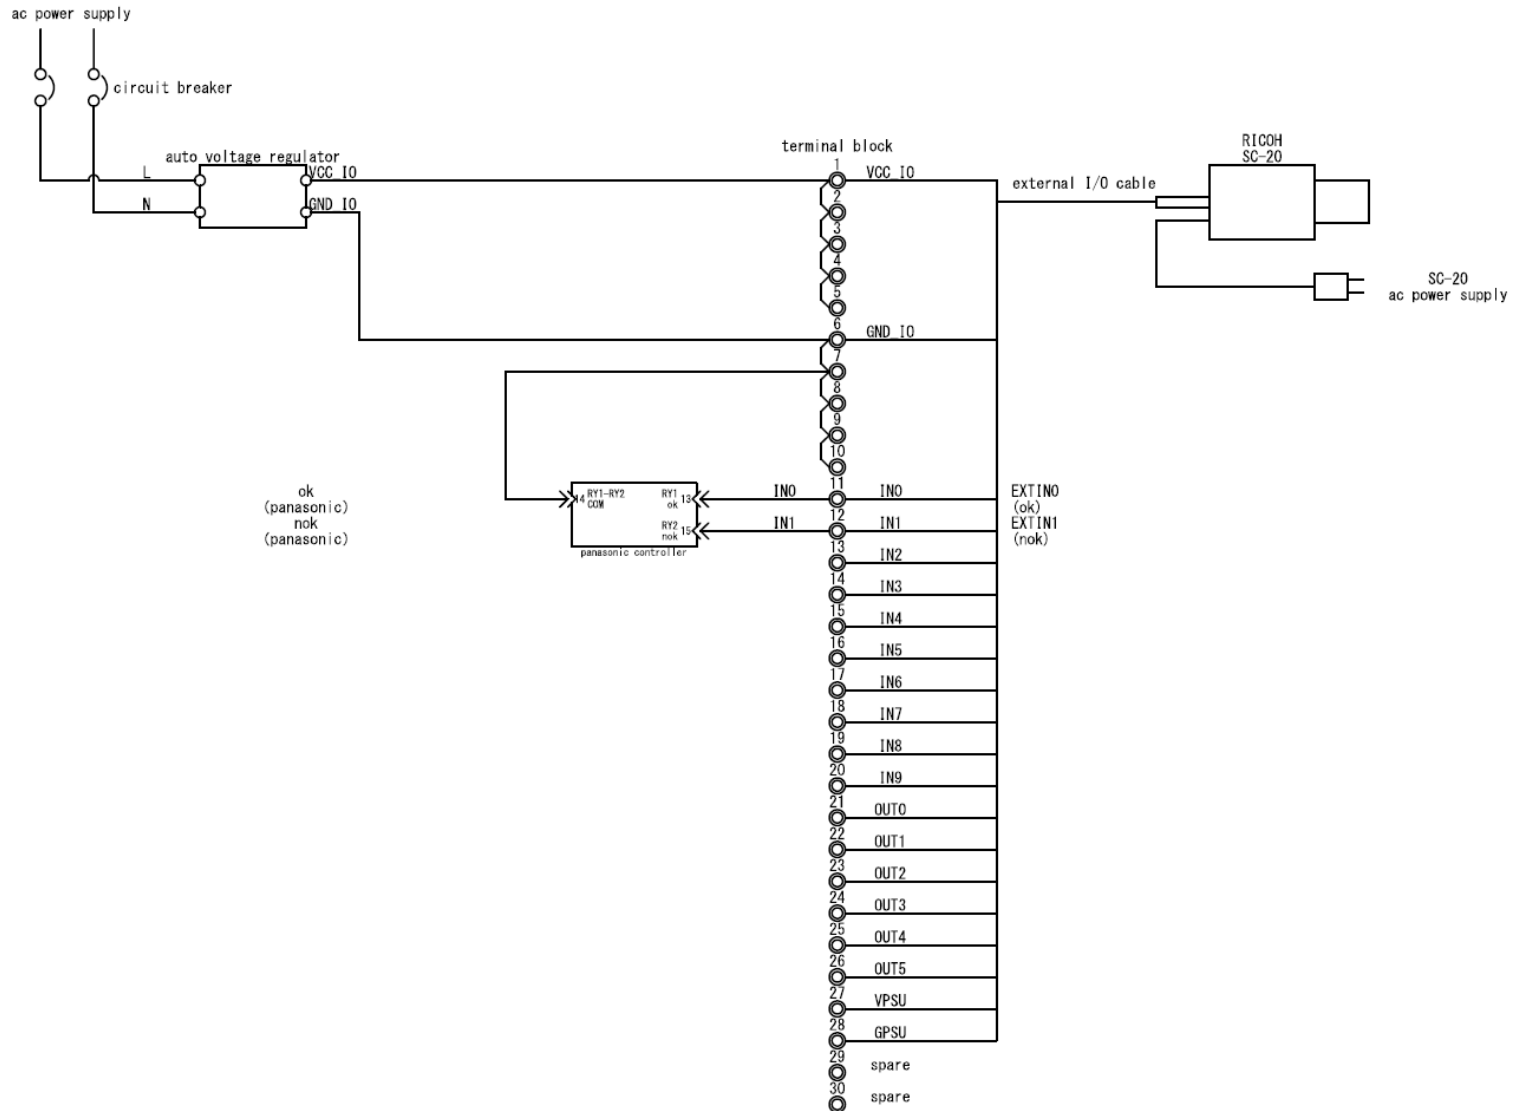 ac power supply
circuit breaker
auto voltage regulator
L
VCC_IO
N
GND_IO
terminal block
1
VCC_IO
2
3
4
5
6
GND_IO
7
8
9
10
11
IN0
IN0
12
IN1
IN1
13
IN2
14
IN3
15
IN4
16
IN5
17
IN6
18
IN7
19
IN8
20
IN9
21
OUT0
22
OUT1
23
OUT2
24
OUT3
25
OUT4
26
OUT5
27
VPSU
28
GPSU
29
spare
30
spare
ok
(panasonic)
nok
(panasonic)
14 RY1-RY2
COM
RY1
ok 13
RY2
nok 15
panasonic controller
EXTIN0
(ok)
EXTIN1
(nok)
external I/O cable
RICOH
SC-20
SC-20
ac power supply